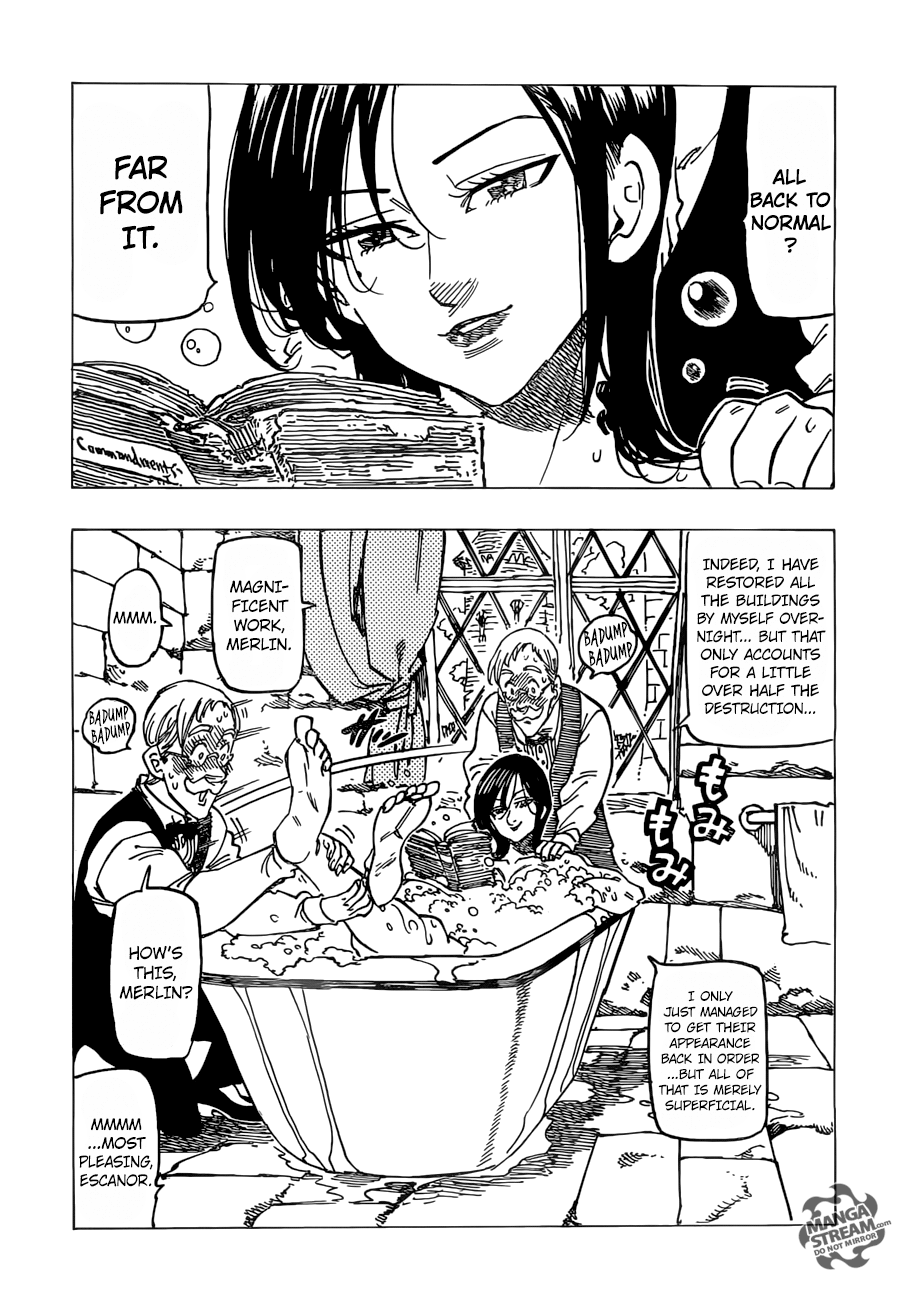 ALL
BACK TO
NORMAL
?
FAR
FROM
IT.
Commandments
INDEED, I HAVE
RESTORED ALL
THE BUILDINGS
BY MYSELF OVER-
NIGHT... BUT THAT
ONLY ACCOUNTS
FOR A LITTLE
OVER HALF THE
DESTRUCTION...
BADUMP
BADUMP
MAGNI-
FICENT
WORK,
MERLIN.
MMM.
BADUMP
BADUMP
もみ
もみ
I ONLY
JUST MANAGED
TO GET THEIR
APPEARANCE
BACK IN ORDER
...BUT ALL OF
THAT IS MERELY
SUPERFICIAL.
HOW'S
THIS,
MERLIN?
MMMM
...MOST
PLEASING,
ESCANOR.
MANGA
STREAM.com
DO NOT MIRROR